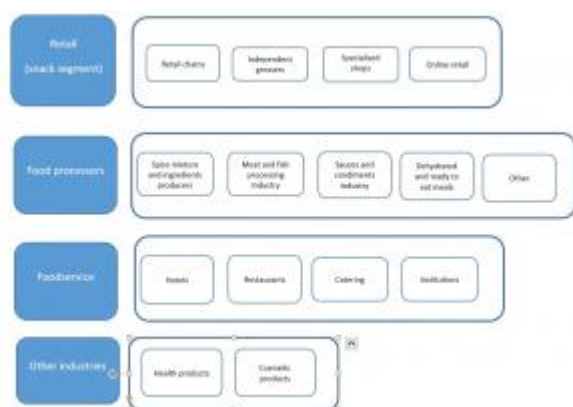 Retail
(snack segment)
Retail chains
Independent
grocers
Specialised
shops
Online retail
Food processors
Spice mixture
and ingredients
producers
Meat and fish
processing
industry
Sauces and
condiments
industry
Dehydrated
and ready to
eat meals
Other
Foodservice
Hotels
Restaurants
Catering
Institutions
Other industries
Health products
Cosmetic
products